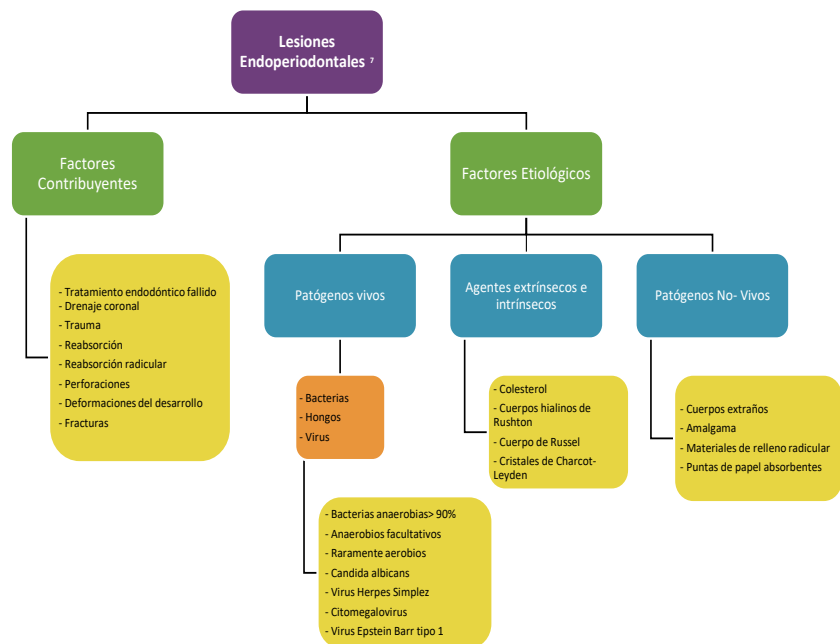 Lesiones
Endoperiodontales ⁷
Factores
Contribuyentes
Factores Etiológicos
- Tratamiento endodóntico fallido
- Drenaje coronal
- Trauma
- Reabsorción
- Reabsorción radicular
- Perforaciones
- Deformaciones del desarrollo
- Fracturas
Patógenos vivos
Agentes extrínsecos e
intrínsecos
Patógenos No- Vivos
- Bacterias
- Hongos
- Virus
- Colesterol
- Cuerpos hialinos de
Rushton
- Cuerpo de Russel
- Cristales de Charcot-
Leyden
- Cuerpos extraños
- Amalgama
- Materiales de relleno radicular
- Puntas de papel absorbentes
- Bacterias anaerobias> 90%
- Anaerobios facultativos
- Raramente aerobios
- Candida albicans
- Virus Herpes Simplez
- Citomegalovirus
- Virus Epstein Barr tipo 1